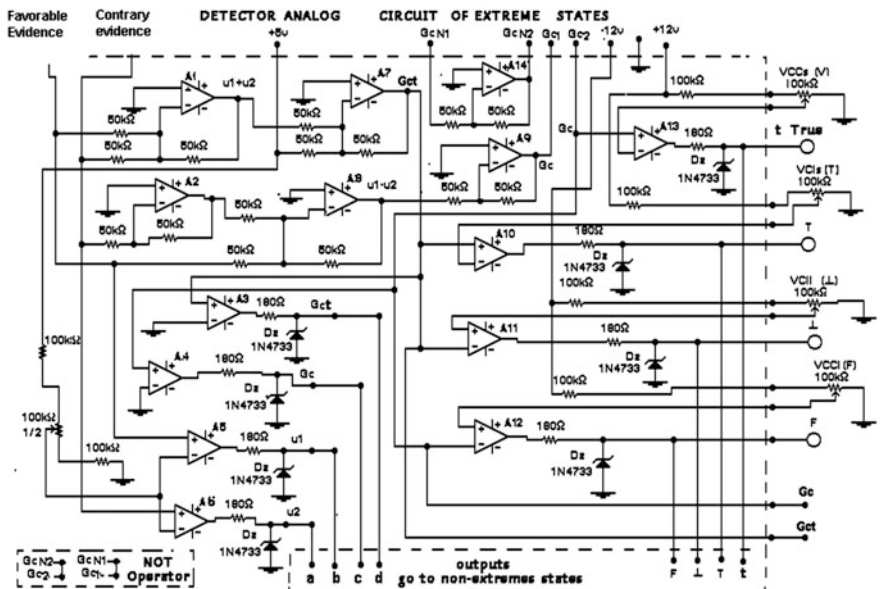 Favorable Evidence
Contrary evidence
DETECTOR ANALOG CIRCUIT OF EXTREME STATES
+5v
GcN1
GcN2
Gc1
Gc2
-12v
+12v
A1
u1+u2
50kΩ
50kΩ
50kΩ
A7
Gct
50kΩ
50kΩ
50kΩ
A14
50kΩ
50kΩ
A9
Gc
50kΩ
50kΩ
100kΩ
VCCs (V)
100kΩ
Gc
A13
180Ω
t True
Dz
1N4733
A2
50kΩ
50kΩ
50kΩ
A8
u1-u2
50kΩ
50kΩ
100kΩ
VCIs [T]
100kΩ
A10
180Ω
T
Dz
1N4733
100kΩ
VCII (⊥)
100kΩ
A3
180Ω
Gct
Dz
1N4733
A11
180Ω
⊥
Dz
1N4733
A4
180Ω
Gc
Dz
1N4733
100kΩ
VCCI (F)
100kΩ
100kΩ
100kΩ
1/2
100kΩ
A5
180Ω
u1
Dz
1N4733
A12
180Ω
F
Dz
1N4733
A6
180Ω
u2
Dz
1N4733
Gc
Gct
GcN2
GcN1
NOT
Gc2
Gc1
Operator
a b c d
outputs
go to non-extremes states
F ⊥ T t